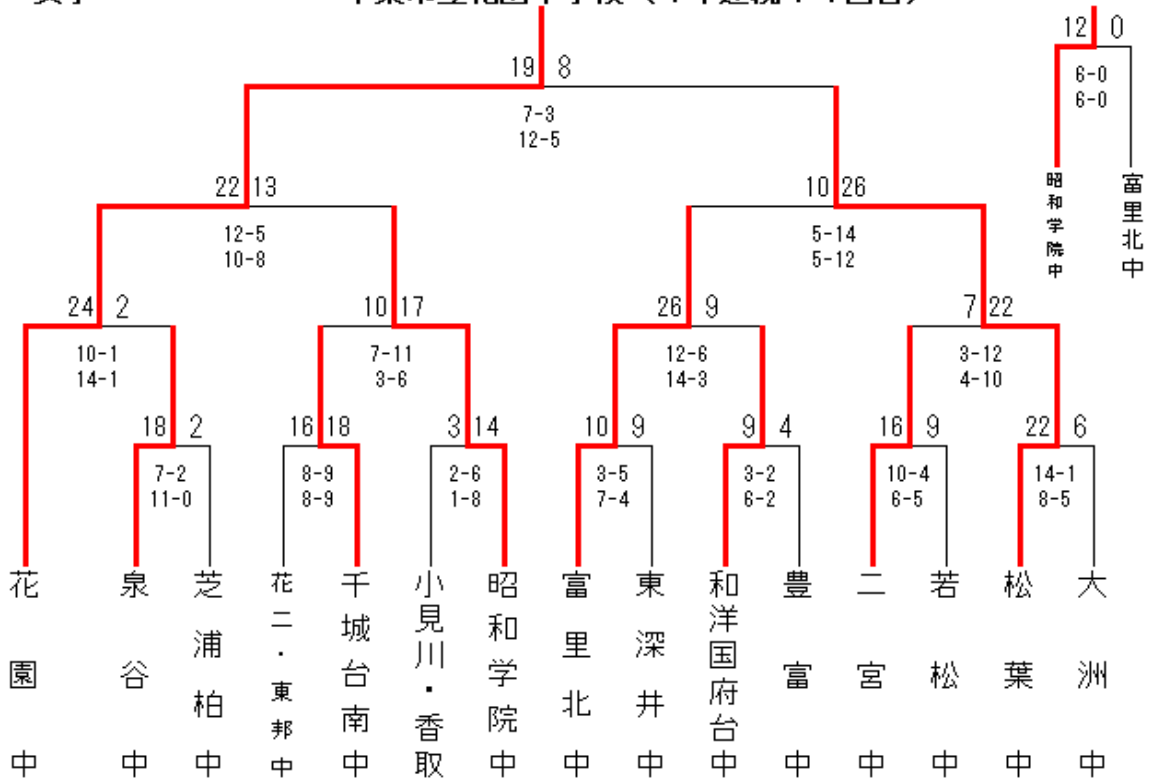 12 0
6-0
6-0
昭和学院中
富里北中
19 8
7-3
12-5
22 13
12-5
10-8
10 26
5-14
5-12
24 2
10-1
14-1
10 17
7-11
3-6
26 9
12-6
14-3
7 22
3-12
4-10
18 2
7-2
11-0
16 18
8-9
8-9
3 14
2-6
1-8
10 9
3-5
7-4
9 4
3-2
6-2
16 9
10-4
6-5
22 6
14-1
8-5
花園中
泉谷中
芝浦柏中
花二・東邦中
千城台南中
小見川・香取
昭和学院中
富里北中
東深井中
和洋国府台中
豊富中
二宮中
若松中
松葉中
大洲中